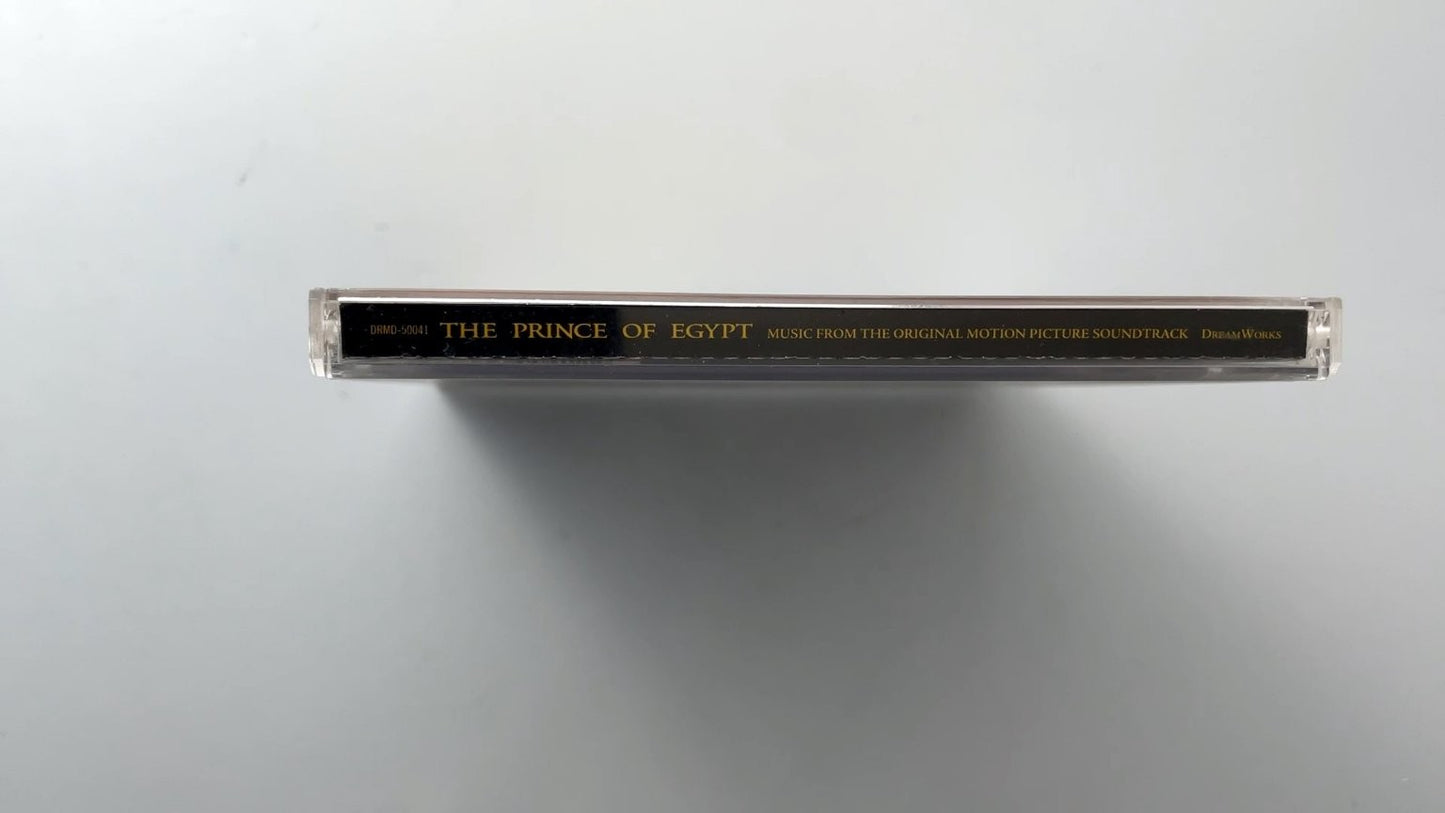 DRMD-50041 THE PRINCE OF EGYPT MUSIC FROM THE ORIGINAL MOTION PICTURE SOUNDTRACK DREAMWORKS